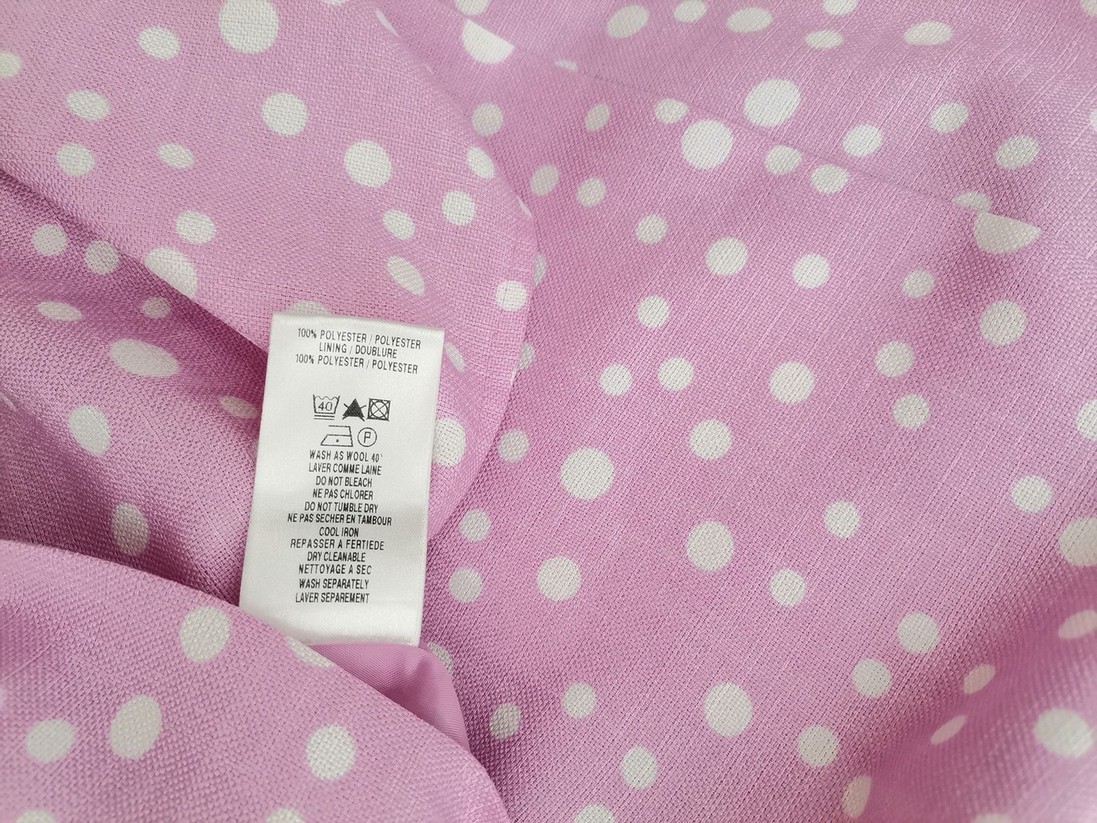 100% POLYESTER / POLYESTER
LINING / DOUBLURE
100% POLYESTER / POLYESTER
40
P
WASH AS WOOL 40°
LAVER COMME LAINE
DO NOT BLEACH
NE PAS CHLORER
DO NOT TUMBLE DRY
NE PAS SECHER EN TAMBOUR
COOL IRON
REPASSER A FERTIEDE
DRY CLEANABLE
NETTOYAGE A SEC
WASH SEPARATELY
LAVER SEPAREMENT